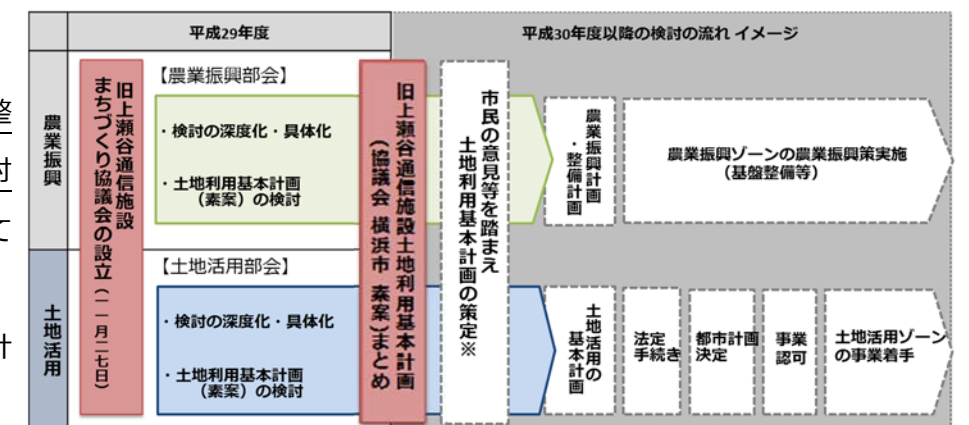 整
討
て
計
平成29年度
平成30年度以降の検討の流れ イメージ
農業振興
旧上瀬谷通信施設
まちづくり協議会の設立（一一月二七日）
【農業振興部会】
・検討の深度化・具体化
・土地利用基本計画
（素案）の検討
旧上瀬谷通信施設土地利用基本計画
（協議会 横浜市 素案）まとめ
市民の意見等を踏まえ
土地利用基本計画の策定※
農業振興計画
・整備計画
農業振興ゾーンの農業振興策実施
(基盤整備等)
土地活用
【土地活用部会】
・検討の深度化・具体化
・土地利用基本計画
（素案）の検討
土地活用の
基本計画
法定
手続き
都市計画
決定
事業
認可
土地活用ゾーン
の事業着手